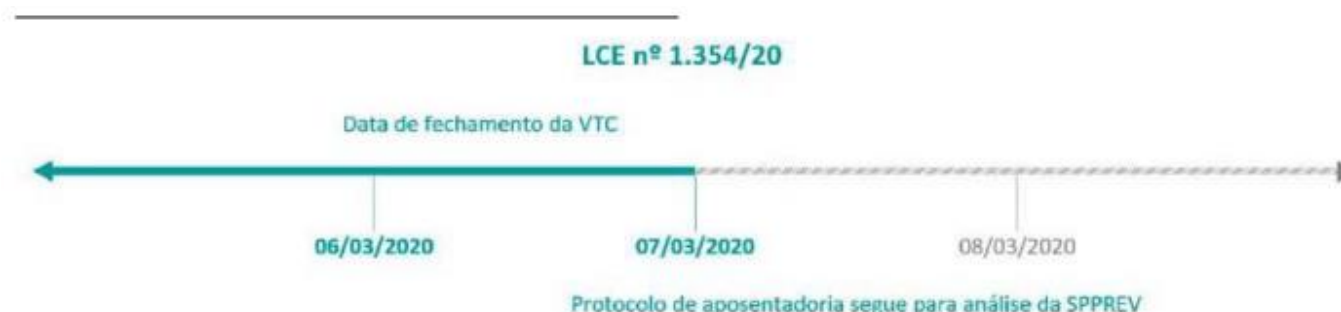 LCE nº 1.354/20
Data de fechamento da VTC
06/03/2020
07/03/2020
08/03/2020
Protocolo de aposentadoria segue para análise da SPPREV